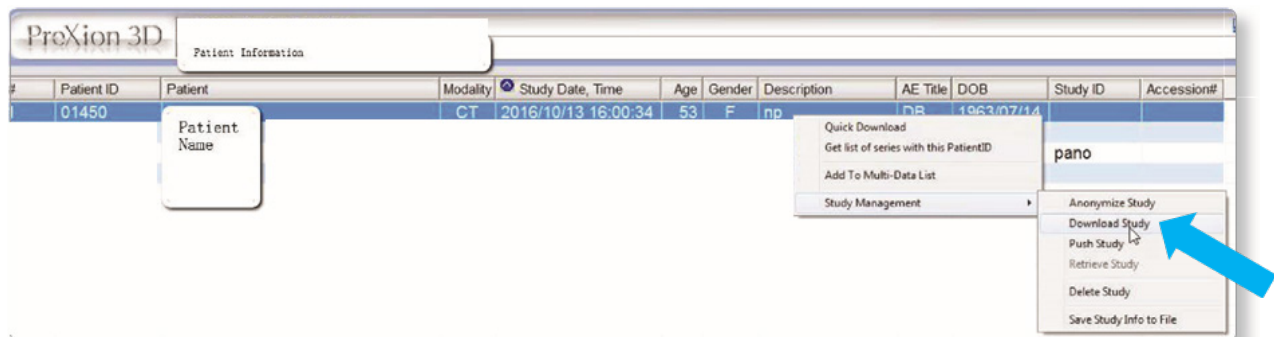 PreXion 3D
Patient Information
# Patient ID Patient Modality Study Date, Time Age Gender Description AE Title DOB Study ID Accession#
01450 CT 2016/10/13 16:00:34 53 F np DB 1963/07/14
Patient
Name
pano
Quick Download
Get list of series with this PatientID
Add To Multi-Data List
Study Management
Anonymize Study
Download Study
Push Study
Retrieve Study
Delete Study
Save Study Info to File